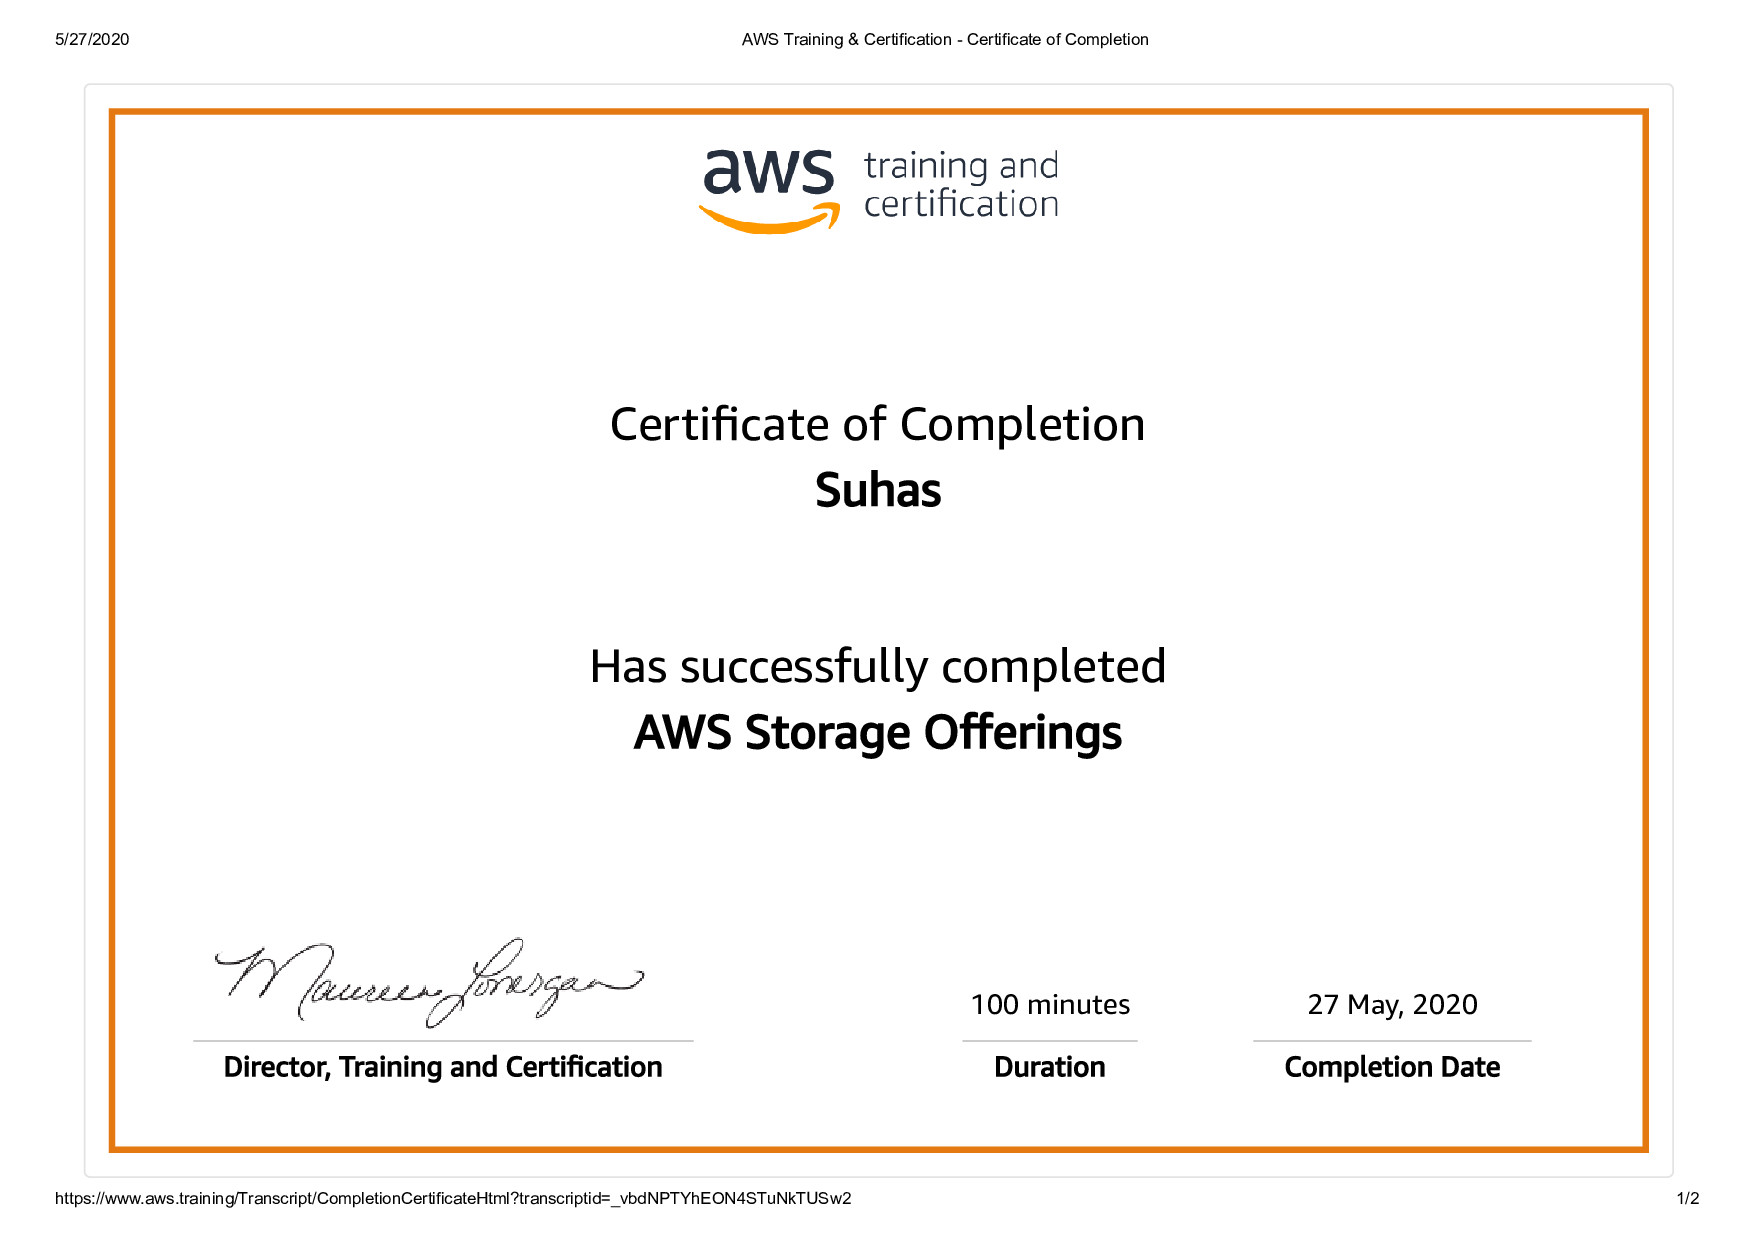 5/27/2020
AWS Training & Certification - Certificate of Completion
aws training and
certification
Certificate of Completion
Suhas
Has successfully completed
AWS Storage Offerings
Maureen Lonergan
100 minutes
27 May, 2020
Director, Training and Certification
Duration
Completion Date
https://www.aws.training/Transcript/CompletionCertificateHtml?transcriptid=_vbdNPTYhEON4STuNkTUSw2
1/2